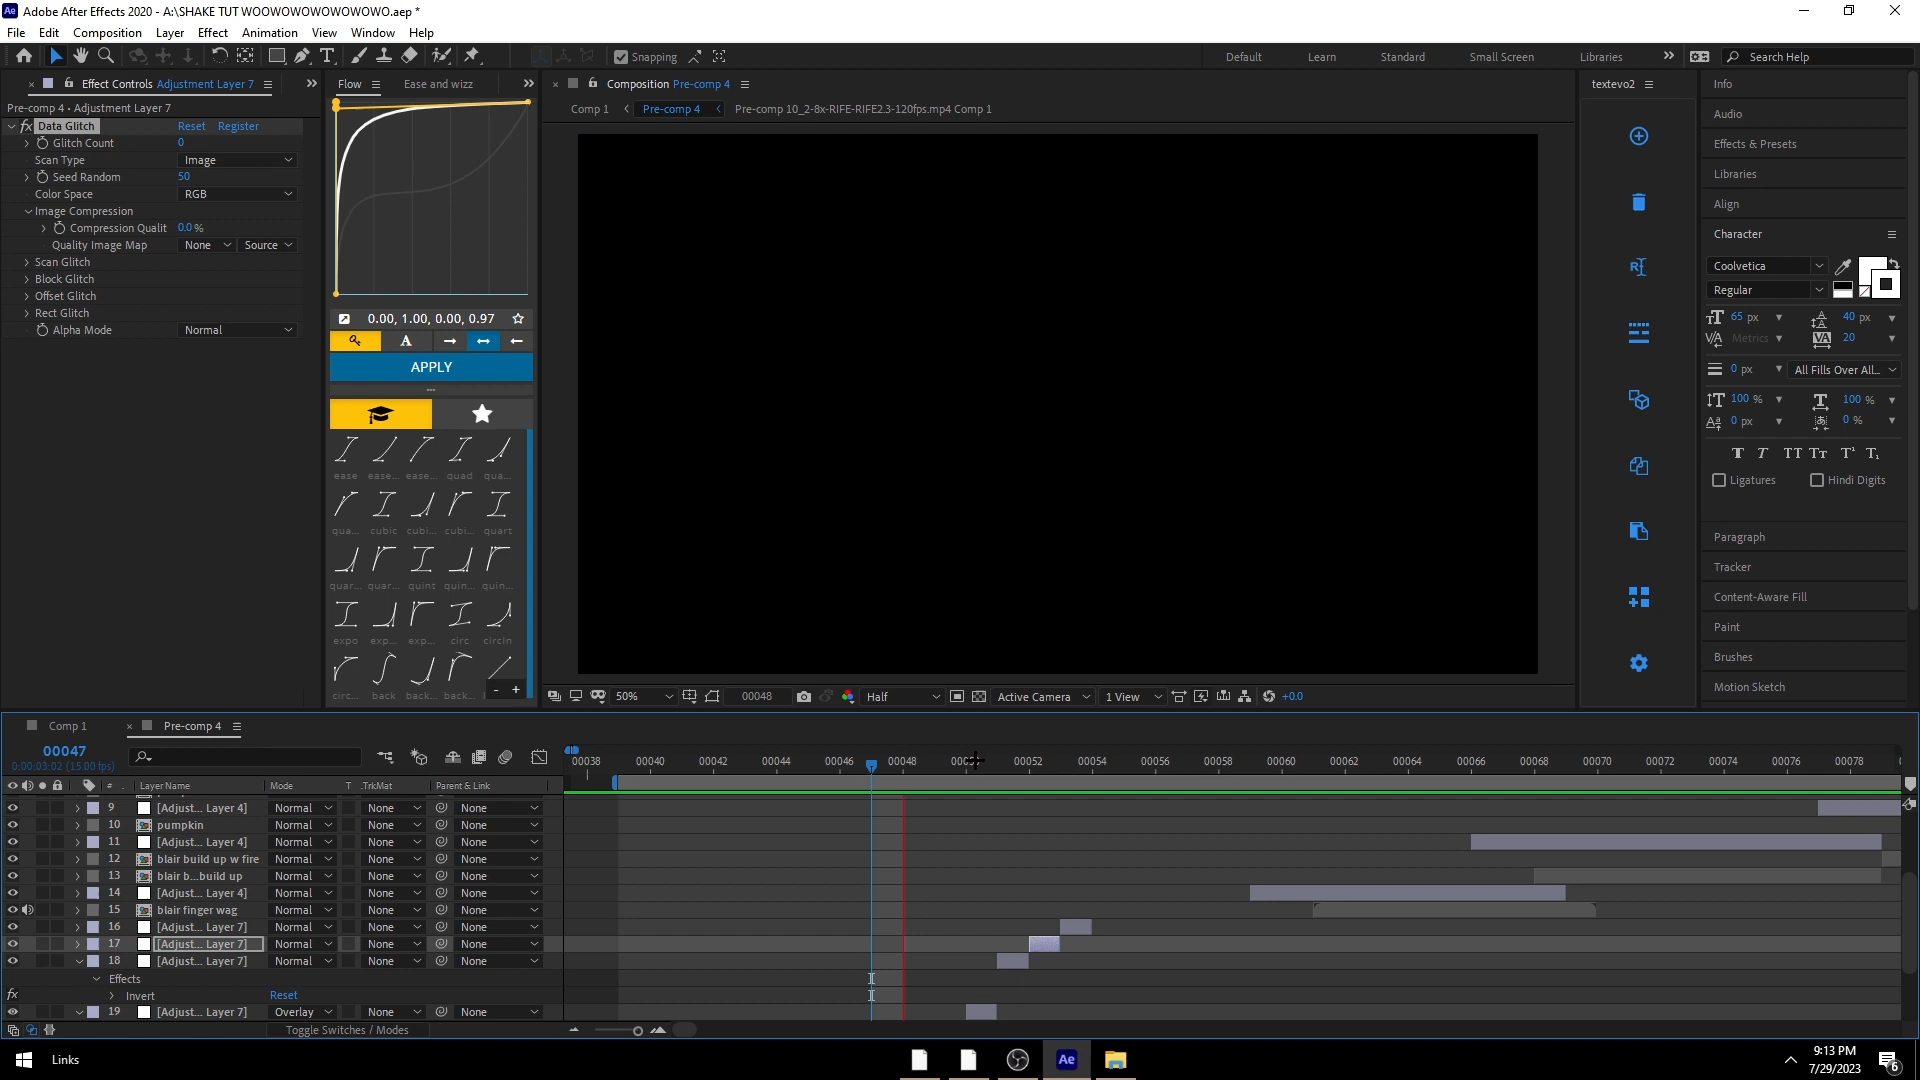 Adobe After Effects 2020 - A:\SHAKE TUT WOOWOWOWOWOWOWO.aep *
File Edit Composition Layer Effect Animation View Window Help
Snapping
Default Learn Standard Small Screen Libraries Search Help
Effect Controls Adjustment Layer 7
Flow Ease and wizz
Composition Pre-comp 4
textevo2
Info
Pre-comp 4 • Adjustment Layer 7
Comp 1 Pre-comp 4 Pre-comp 10_2-8x-RIFE-RIFE2.3-120fps.mp4 Comp 1
fx Data Glitch Reset Register
Glitch Count 0
Scan Type Image
Seed Random 50
Color Space RGB
Image Compression
Compression Qualit 0.0 %
Quality Image Map None Source
Scan Glitch
Block Glitch
Offset Glitch
Rect Glitch
Alpha Mode Normal
0.00, 1.00, 0.00, 0.97
A
APPLY
ease ease... ease... quad qua...
qua... cubic cubi... cubi... quart
quar... quar... quint quin... quin...
expo exp... exp... circ circIn
circ... back back... back...
- +
Audio
Effects & Presets
Libraries
Align
Character
Coolvetica
Regular
65 px 40 px
Metrics 20
0 px All Fills Over All...
100 % 100 %
0 px 0 %
Ligatures Hindi Digits
Paragraph
Tracker
Content-Aware Fill
Paint
Brushes
Motion Sketch
50% 00048 Half Active Camera 1 View +0.0
Comp 1 Pre-comp 4
00047
0:00:03:02 (15.00 fps)
00038 00040 00042 00044 00046 00048 00052 00054 00056 00058 00060 00062 00064 00066 00068 00070 00072 00074 00076 00078
# Layer Name Mode T .TrkMat Parent & Link
9 [Adjust... Layer 4] Normal None None
10 pumpkin Normal None None
11 [Adjust... Layer 4] Normal None None
12 blair build up w fire Normal None None
13 blair b...build up Normal None None
14 [Adjust... Layer 4] Normal None None
15 blair finger wag Normal None None
16 [Adjust... Layer 7] Normal None None
17 [Adjust... Layer 7] Normal None None
18 [Adjust... Layer 7] Normal None None
Effects
fx Invert Reset
19 [Adjust... Layer 7] Overlay None None
Toggle Switches / Modes
Links
Ae
9:13 PM
7/29/2023
6